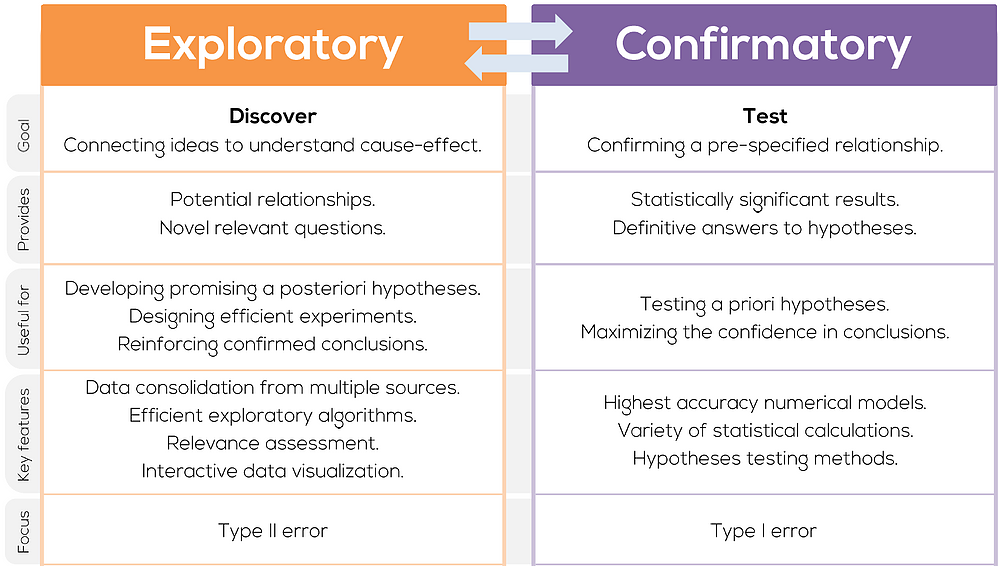 Exploratory
Confirmatory
Goal
Discover
Connecting ideas to understand cause-effect.
Test
Confirming a pre-specified relationship.
Provides
Potential relationships.
Novel relevant questions.
Statistically significant results.
Definitive answers to hypotheses.
Useful for
Developing promising a posteriori hypotheses.
Designing efficient experiments.
Reinforcing confirmed conclusions.
Testing a priori hypotheses.
Maximizing the confidence in conclusions.
Key features
Data consolidation from multiple sources.
Efficient exploratory algorithms.
Relevance assessment.
Interactive data visualization.
Highest accuracy numerical models.
Variety of statistical calculations.
Hypotheses testing methods.
Focus
Type II error
Type I error